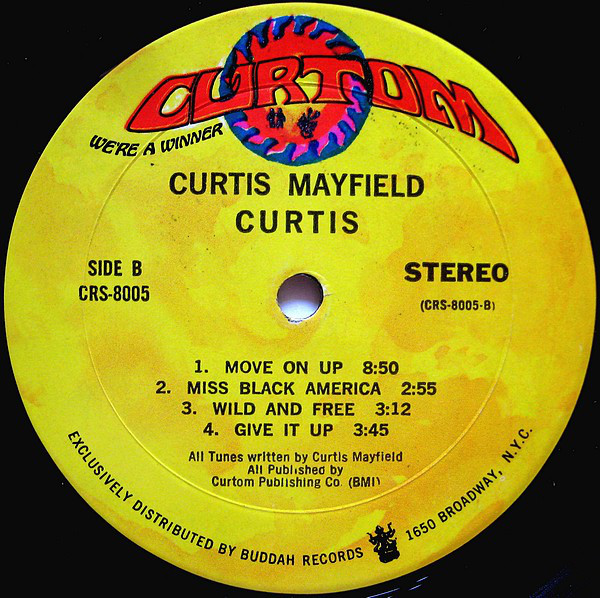 CURTOM
WE'RE A WINNER
CURTIS MAYFIELD
CURTIS
SIDE B
CRS-8005
STEREO
(CRS-8005-B)
1. MOVE ON UP 8:50
2. MISS BLACK AMERICA 2:55
3. WILD AND FREE 3:12
4. GIVE IT UP 3:45
All Tunes written by Curtis Mayfield
All Published by
Curtom Publishing Co. (BMI)
EXCLUSIVELY DISTRIBUTED BY BUDDAH RECORDS 1650 BROADWAY, N.Y.C.